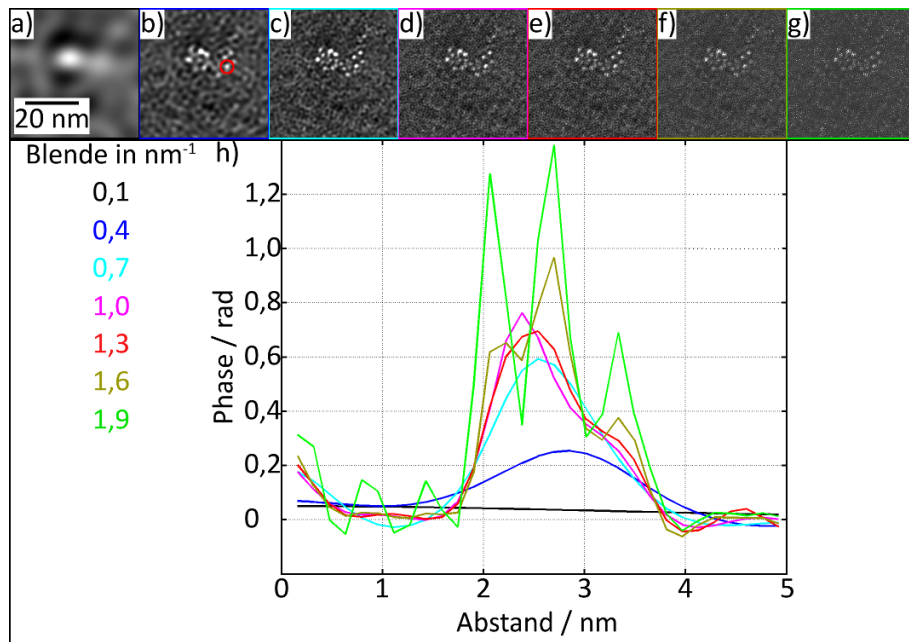 a) b) c) d) e) f) g)
20 nm
Blende in nm-1
0,1
0,4
0,7
1,0
1,3
1,6
1,9
h)
Phase / rad
1,2
1,0
0,8
0,6
0,4
0,2
0
0 1 2 3 4 5
Abstand / nm